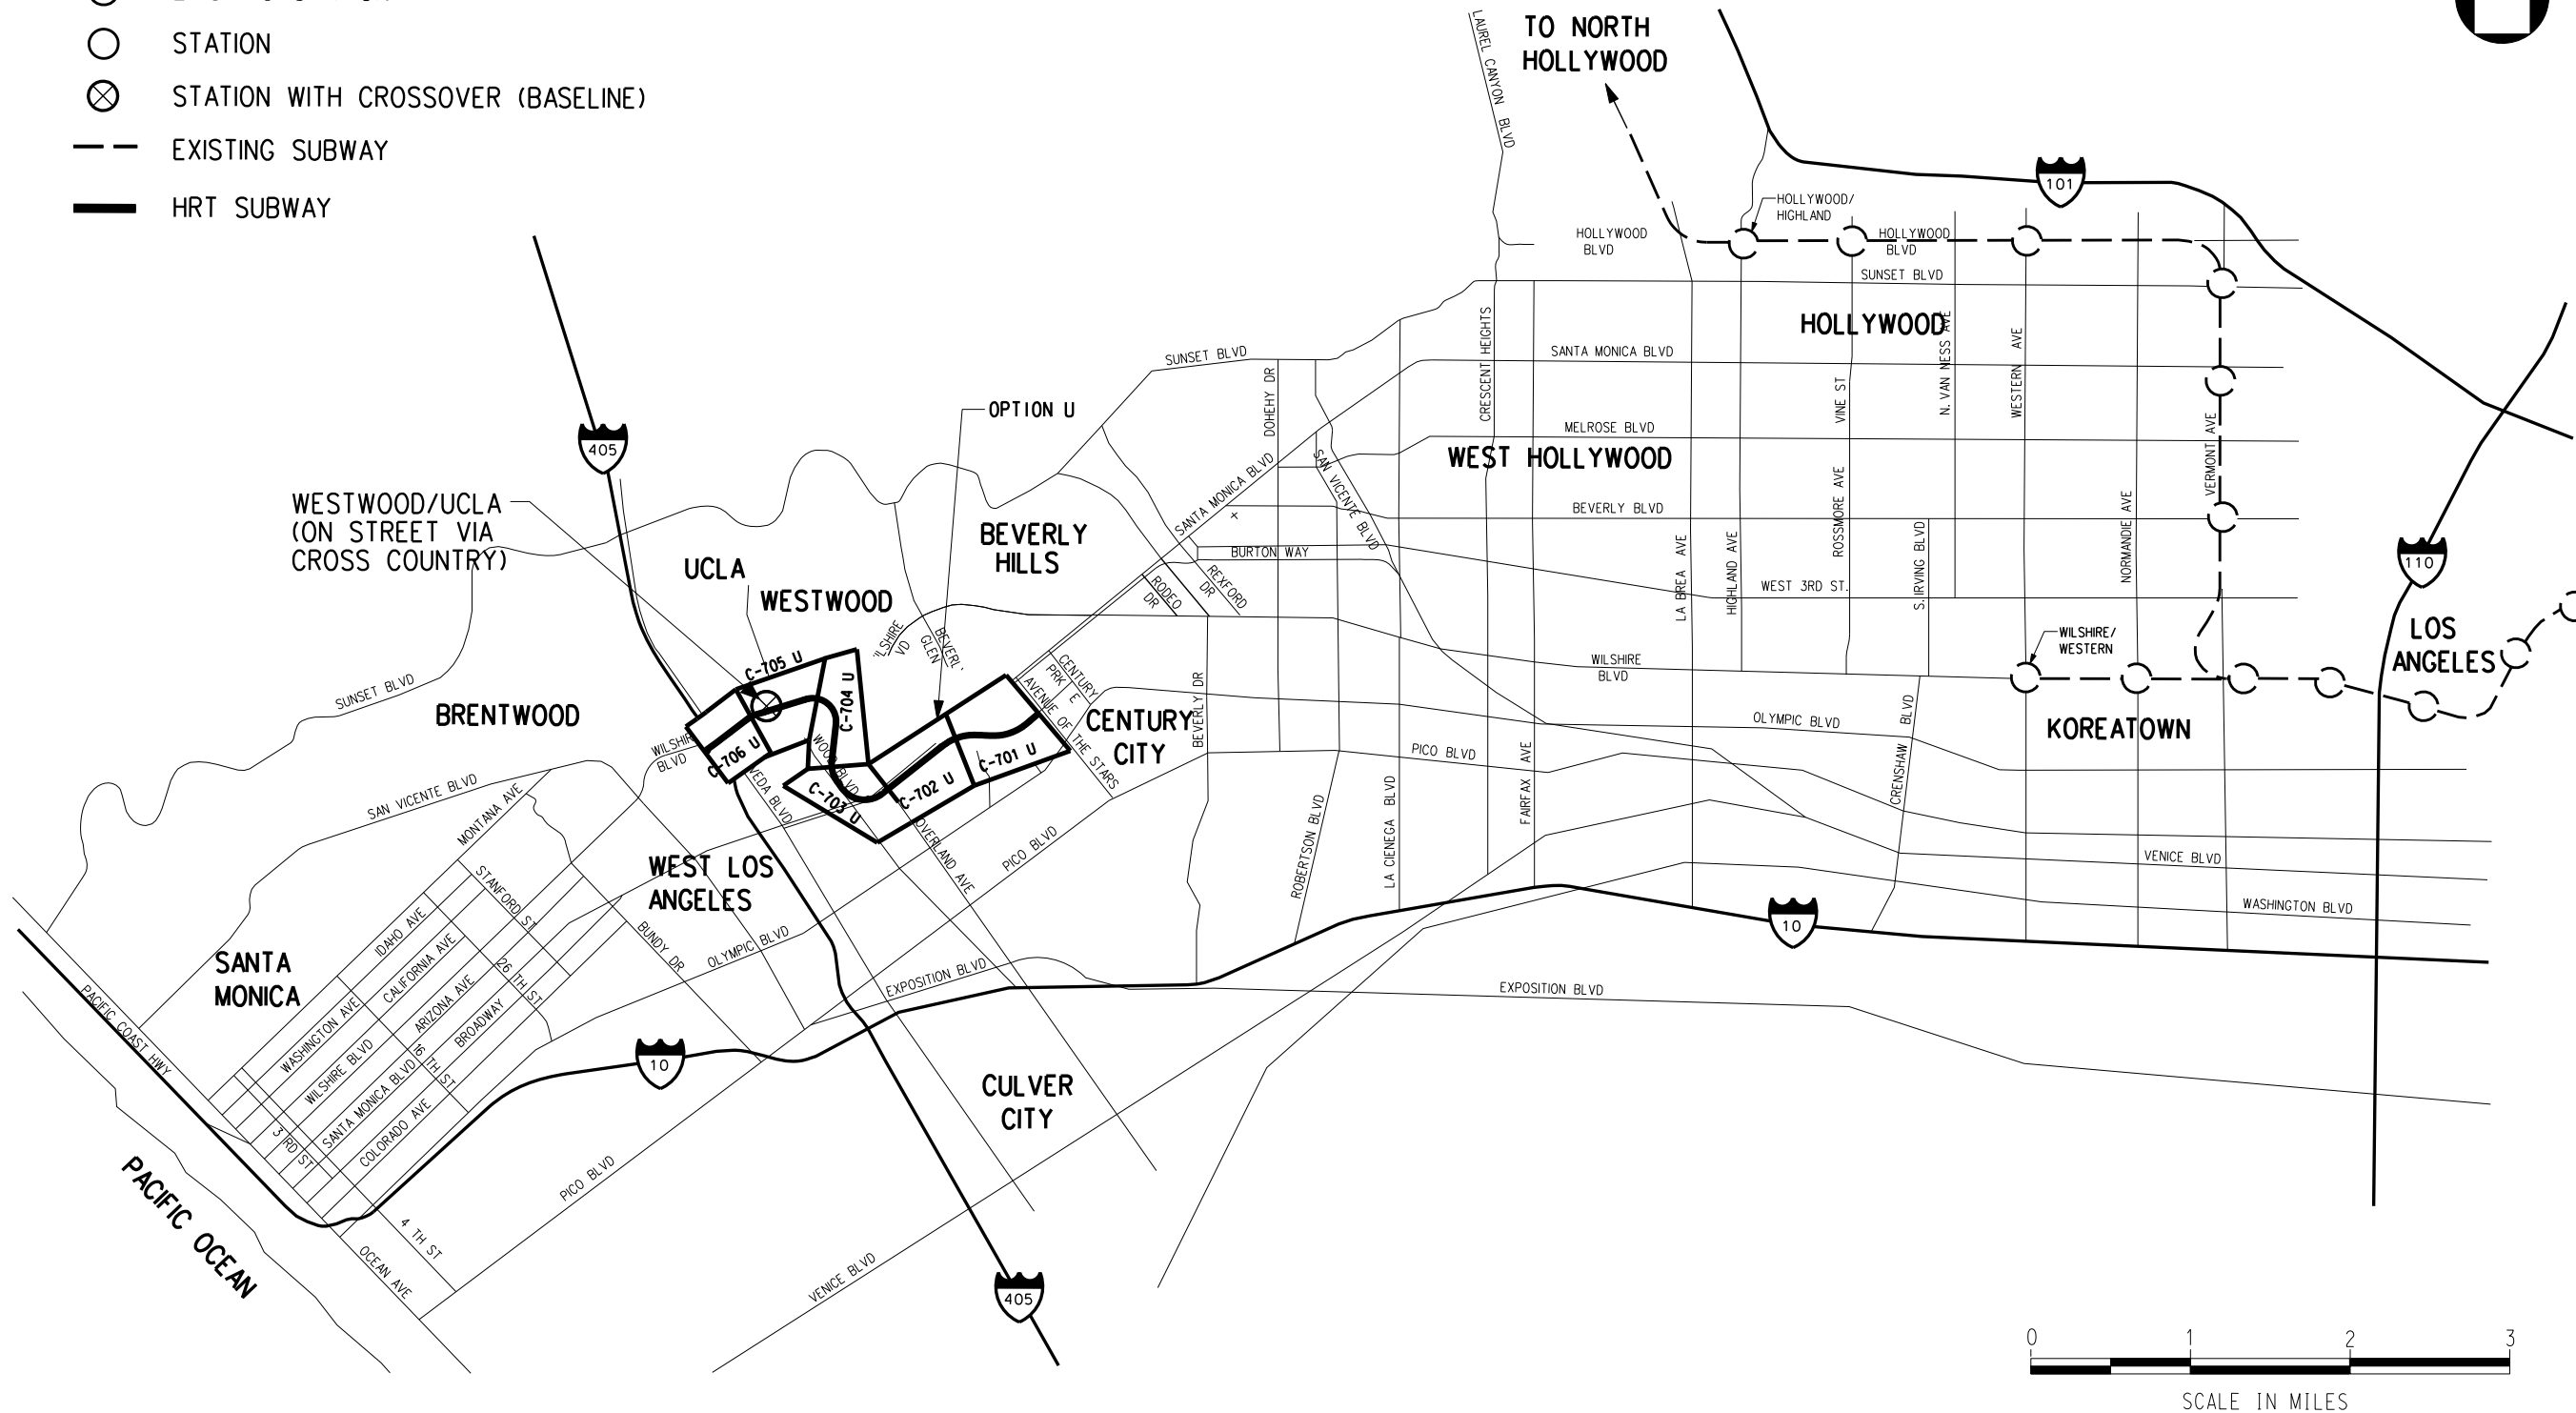 STATION
STATION WITH CROSSOVER (BASELINE)
EXISTING SUBWAY
HRT SUBWAY
TO NORTH
HOLLYWOOD
LAUREL CANYON BLVD
101
HOLLYWOOD/
HIGHLAND
HOLLYWOOD
BLVD
HOLLYWOOD
BLVD
SUNSET BLVD
HOLLYWOOD
SUNSET BLVD
SANTA MONICA BLVD
CRESCENT HEIGHTS
DOHEHY DR
VINE ST
N. VAN NESS AVE
WESTERN AVE
VERMONT AVE
OPTION U
MELROSE BLVD
WEST HOLLYWOOD
405
SANTA MONICA BLVD
SAN VICENTE BLVD
WESTWOOD/UCLA
(ON STREET VIA
CROSS COUNTRY)
BEVERLY BLVD
BEVERLY
HILLS
BURTON WAY
ROSSMORE AVE
S. IRVING BLVD
NORMANDIE AVE
LA BREA AVE
HIGHLAND AVE
110
UCLA
WESTWOOD
RODEO
DR
REXFORD
DR
WEST 3RD ST.
LOS
ANGELES
WILSHIRE/
WESTERN
GLEN
C-705 U
C-704 U
CENTURY
PRK E
AVENUE OF THE STARS
WILSHIRE
BLVD
SUNSET BLVD
BRENTWOOD
CENTURY
CITY
BEVERLY DR
OLYMPIC BLVD
CRENSHAW BLVD
KOREATOWN
BLVD
C-706 U
C-701 U
C-702 U
C-703 U
PICO BLVD
FAIRFAX AVE
LA CIENEGA BLVD
ROBERTSON BLVD
SAN VICENTE BLVD
MONTANA AVE
OVERLAND AVE
PICO BLVD
WEST LOS
ANGELES
VENICE BLVD
WASHINGTON BLVD
10
STANFORD ST
IDAHO AVE
CALIFORNIA AVE
26 TH ST
BUNDY DR
OLYMPIC BLVD
EXPOSITION BLVD
EXPOSITION BLVD
SANTA
MONICA
WASHINGTON AVE
ARIZONA AVE
BROADWAY
PACIFIC COAST HWY
WILSHIRE BLVD
16 TH ST
SANTA MONICA BLVD
COLORADO AVE
3 RD ST
10
CULVER
CITY
PICO BLVD
PACIFIC OCEAN
4 TH ST
OCEAN AVE
VENICE BLVD
405
0 1 2 3
SCALE IN MILES